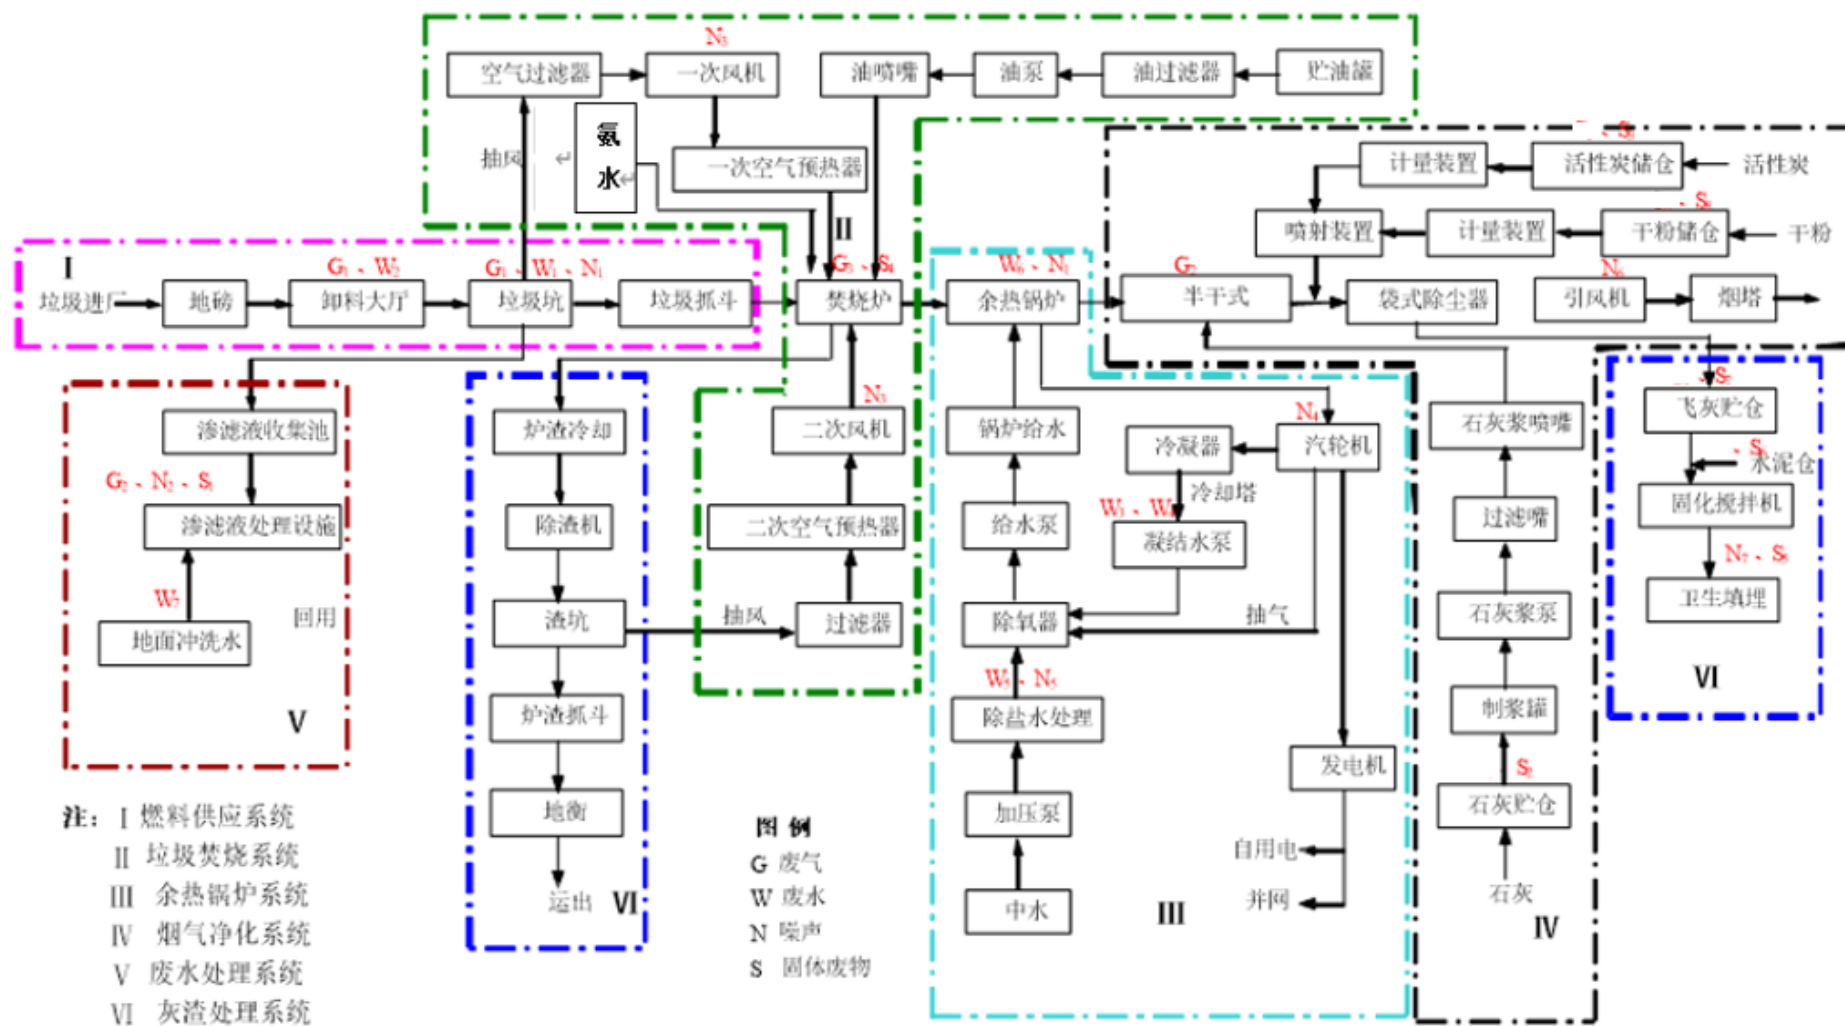 N₃
空气过滤器
一次风机
油喷嘴
油泵
油过滤器
贮油罐
氨
水
抽风
一次空气预热器
II
计量装置
活性炭储仓
活性炭
喷射装置
计量装置
干粉储仓
干粉
I
G₁、W₂
G₁、W₁、N₁
G₃、S₄
W₆、N₁
G₂
N₆
垃圾进厂
地磅
卸料大厅
垃圾坑
垃圾抓斗
焚烧炉
余热锅炉
半干式
袋式除尘器
引风机
烟塔
渗滤液收集池
G₂、N₂、S₁
渗滤液处理设施
W₇
地面冲洗水
回用
V
炉渣冷却
除渣机
渣坑
炉渣抓斗
地衡
运出
VI
N₃
二次风机
二次空气预热器
抽风
过滤器
锅炉给水
给水泵
除氧器
W₅、N₅
除盐水处理
加压泵
中水
N₄
冷凝器
汽轮机
冷却塔
凝结水泵
抽气
发电机
自用电
并网
III
石灰浆喷嘴
过滤嘴
石灰浆泵
制浆罐
S₂
石灰贮仓
石灰
IV
飞灰贮仓
水泥仓
固化搅拌机
N₇、S₈
卫生填埋
VI
注： I 燃料供应系统
II 垃圾焚烧系统
III 余热锅炉系统
IV 烟气净化系统
V 废水处理系统
VI 灰渣处理系统
图 例
G 废气
W 废水
N 噪声
S 固体废物